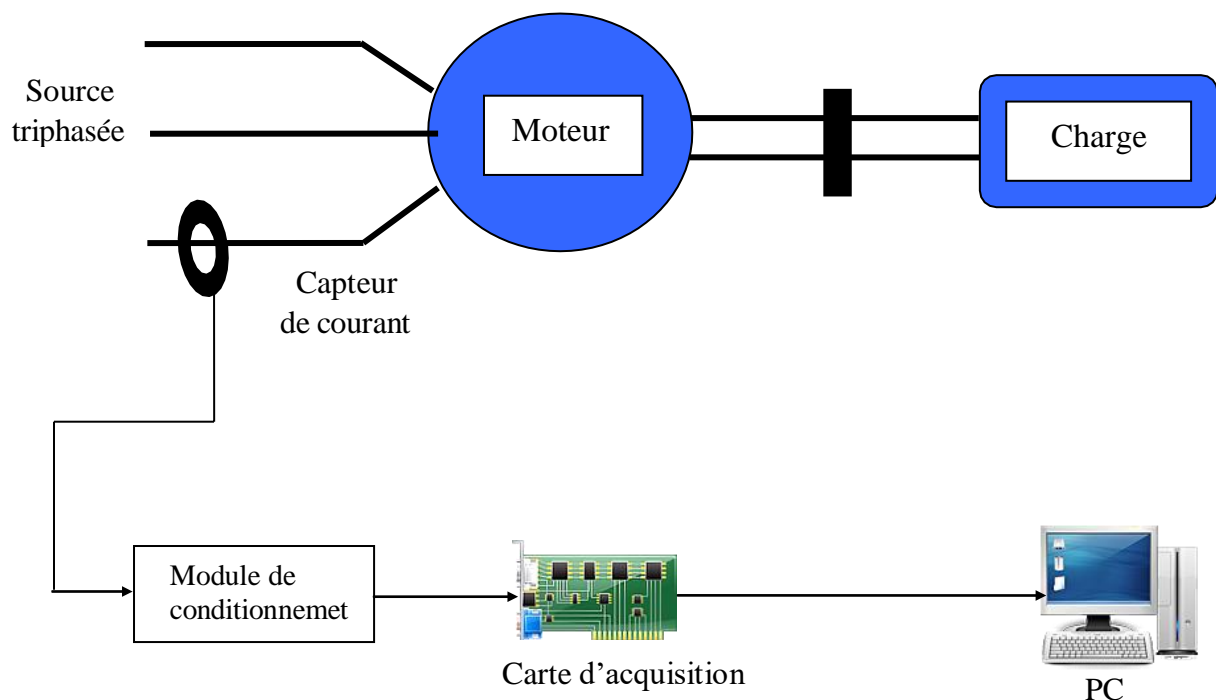 Source
triphasée
Moteur
Charge
Capteur
de courant
Module de
conditionnemet
Carte d’acquisition
PC